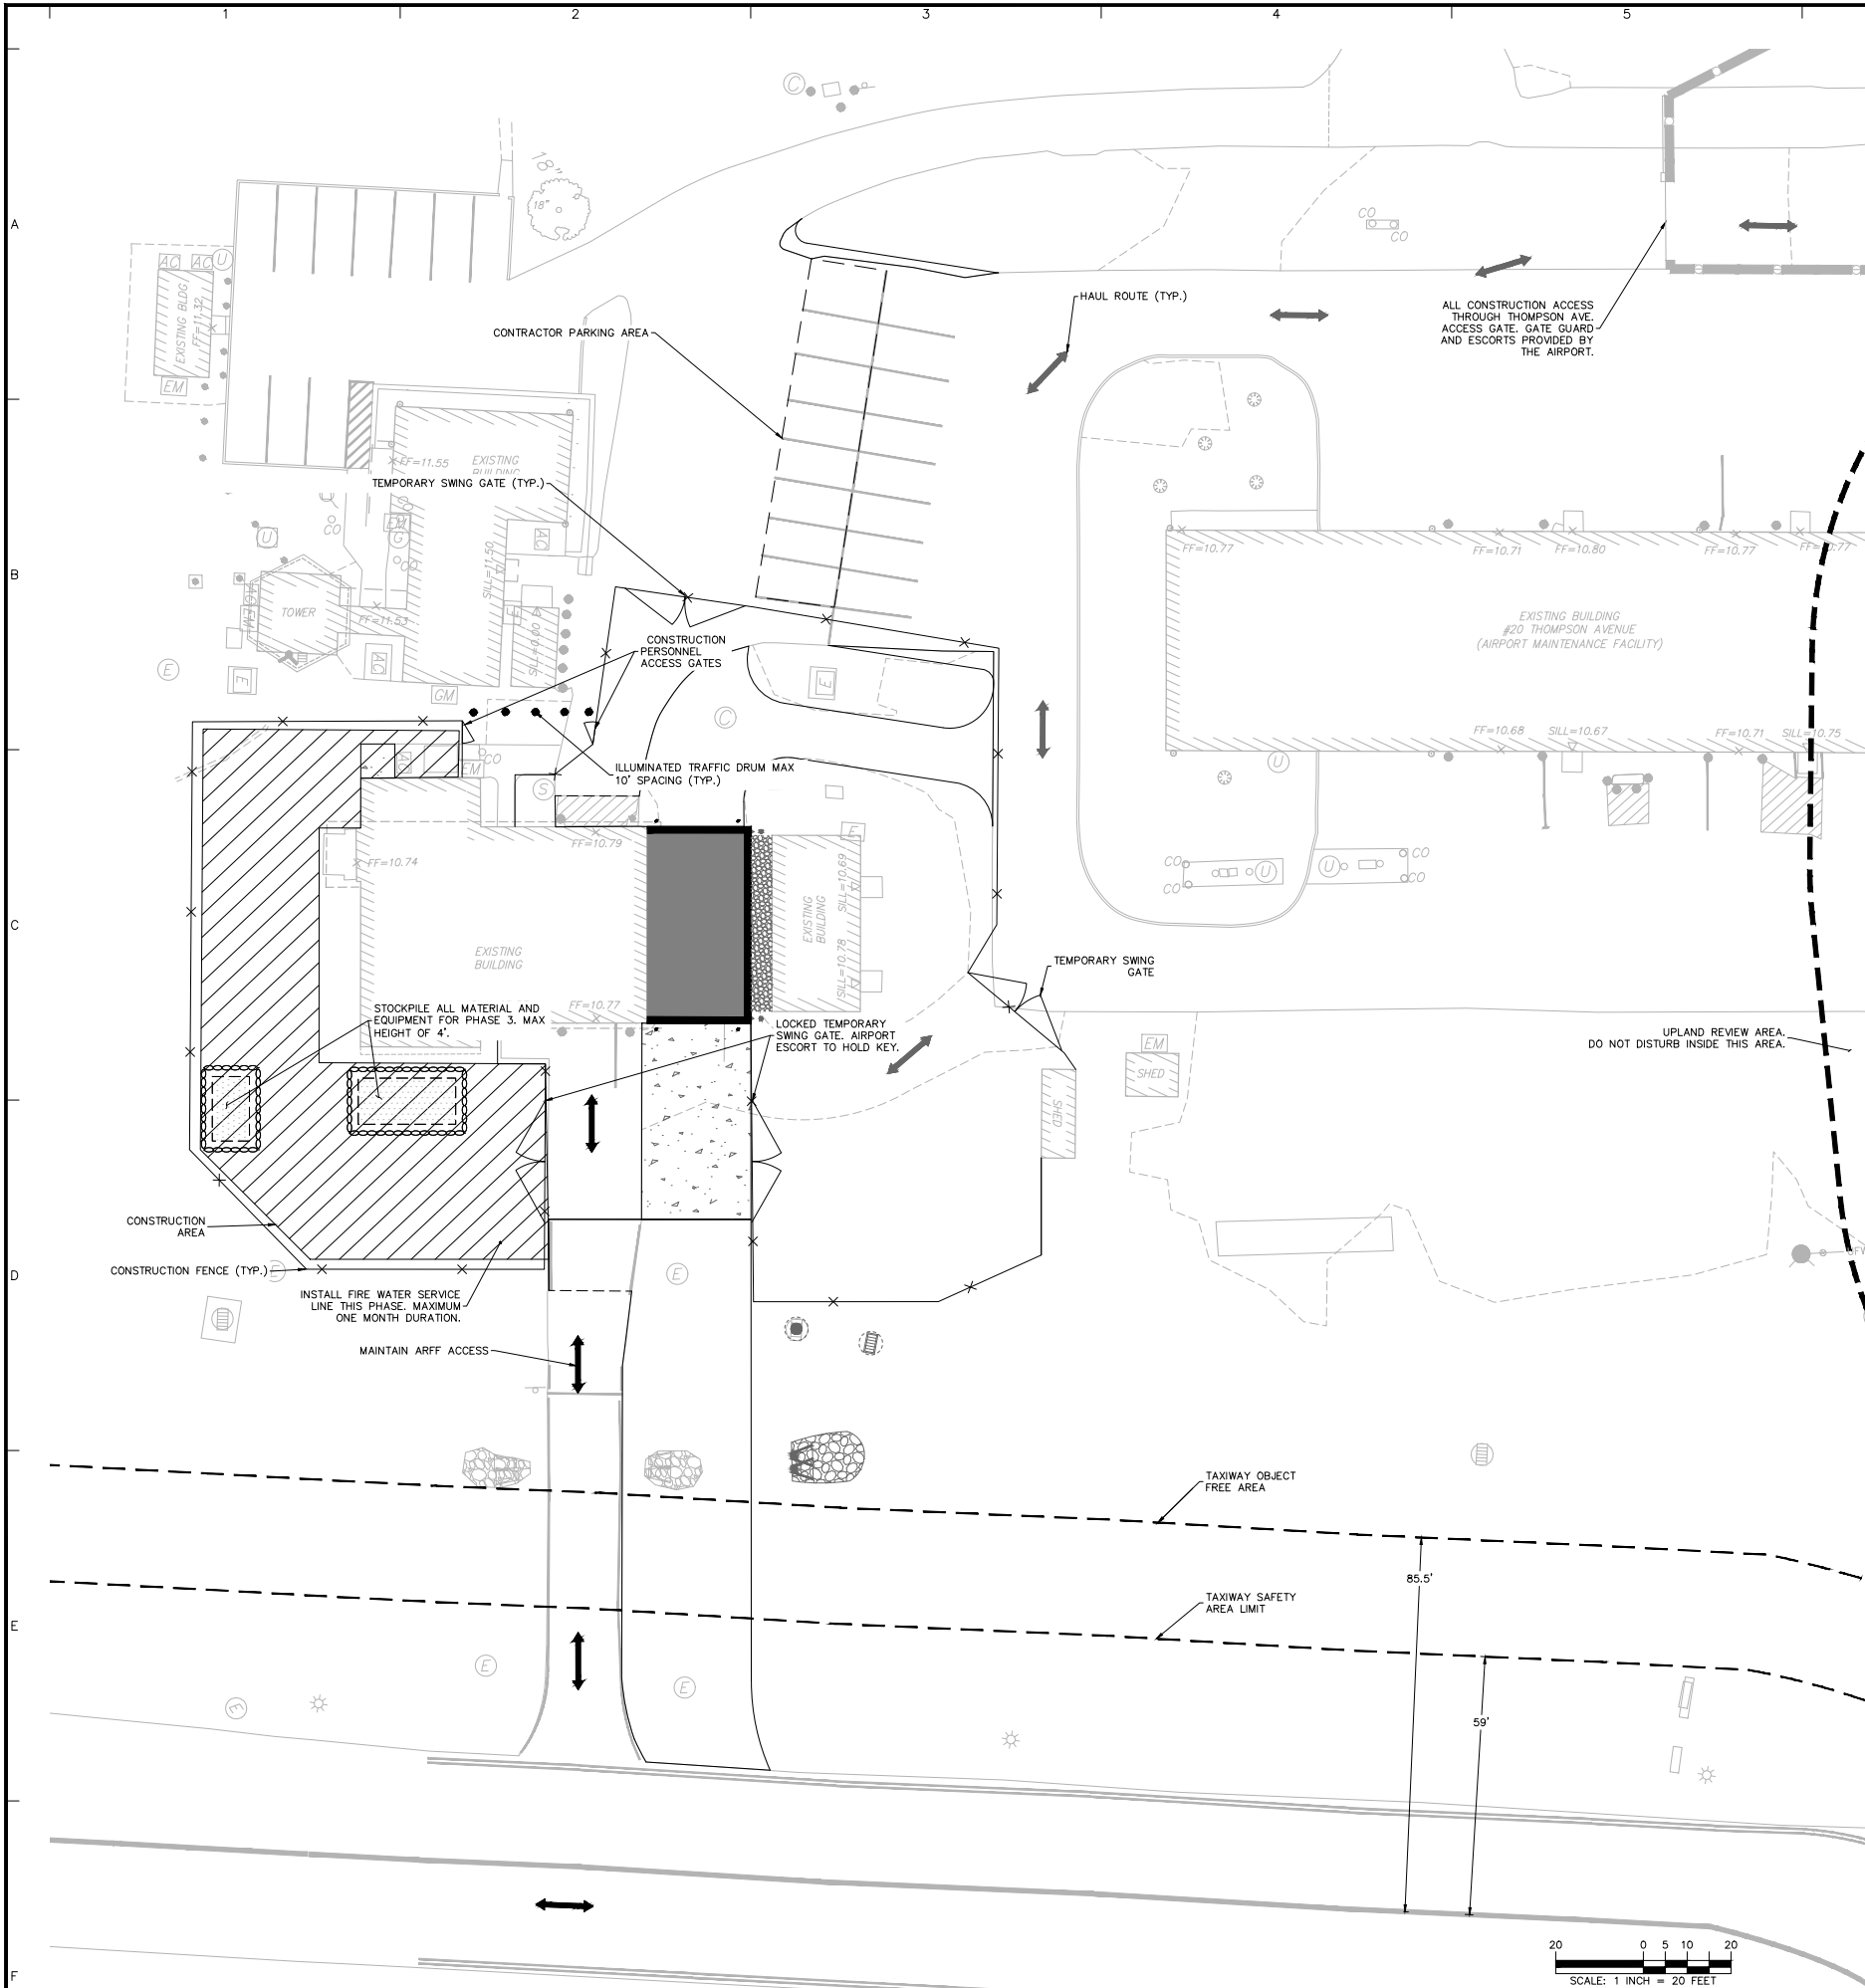 1 2 3 4 5
A
B
C
D
E
F
C
18"
18"
CO
CO
AC AC U
EXISTING BLDG
FF=11.32
EM
HAUL ROUTE (TYP.)
CONTRACTOR PARKING AREA
ALL CONSTRUCTION ACCESS
THROUGH THOMPSON AVE.
ACCESS GATE. GATE GUARD
AND ESCORTS PROVIDED BY
THE AIRPORT.
FF=11.55
EXISTING
BUILDING
TEMPORARY SWING GATE (TYP.)
CO
EM
G
CO
U
AC
SILL=11.50
TOWER
FF=11.53
E
SILL=0.00
AC
E
E
GM
CONSTRUCTION
PERSONNEL
ACCESS GATES
E
C
FF=10.77
FF=10.71
FF=10.80
FF=10.77
EXISTING BUILDING
#20 THOMPSON AVENUE
(AIRPORT MAINTENANCE FACILITY)
FF=10.68
SILL=10.67
FF=10.71
SILL=10.75
U
AC
EM
CO
S
ILLUMINATED TRAFFIC DRUM MAX
10' SPACING (TYP.)
FF=10.79
FF=10.74
E
SILL=10.69
EXISTING
BUILDING
SILL=10.78
CO
CO
U
U
CO
CO
EXISTING
BUILDING
FF=10.77
TEMPORARY SWING
GATE
STOCKPILE ALL MATERIAL AND
EQUIPMENT FOR PHASE 3. MAX
HEIGHT OF 4'.
LOCKED TEMPORARY
SWING GATE. AIRPORT
ESCORT TO HOLD KEY.
UPLAND REVIEW AREA.
DO NOT DISTURB INSIDE THIS AREA.
EM
SHED
SHED
CONSTRUCTION
AREA
CONSTRUCTION FENCE (TYP.)
E
E
INSTALL FIRE WATER SERVICE
LINE THIS PHASE. MAXIMUM
ONE MONTH DURATION.
MAINTAIN ARFF ACCESS
TAXIWAY OBJECT
FREE AREA
85.5'
TAXIWAY SAFETY
AREA LIMIT
E
E
E
59'
20 0 5 10 20
SCALE: 1 INCH = 20 FEET